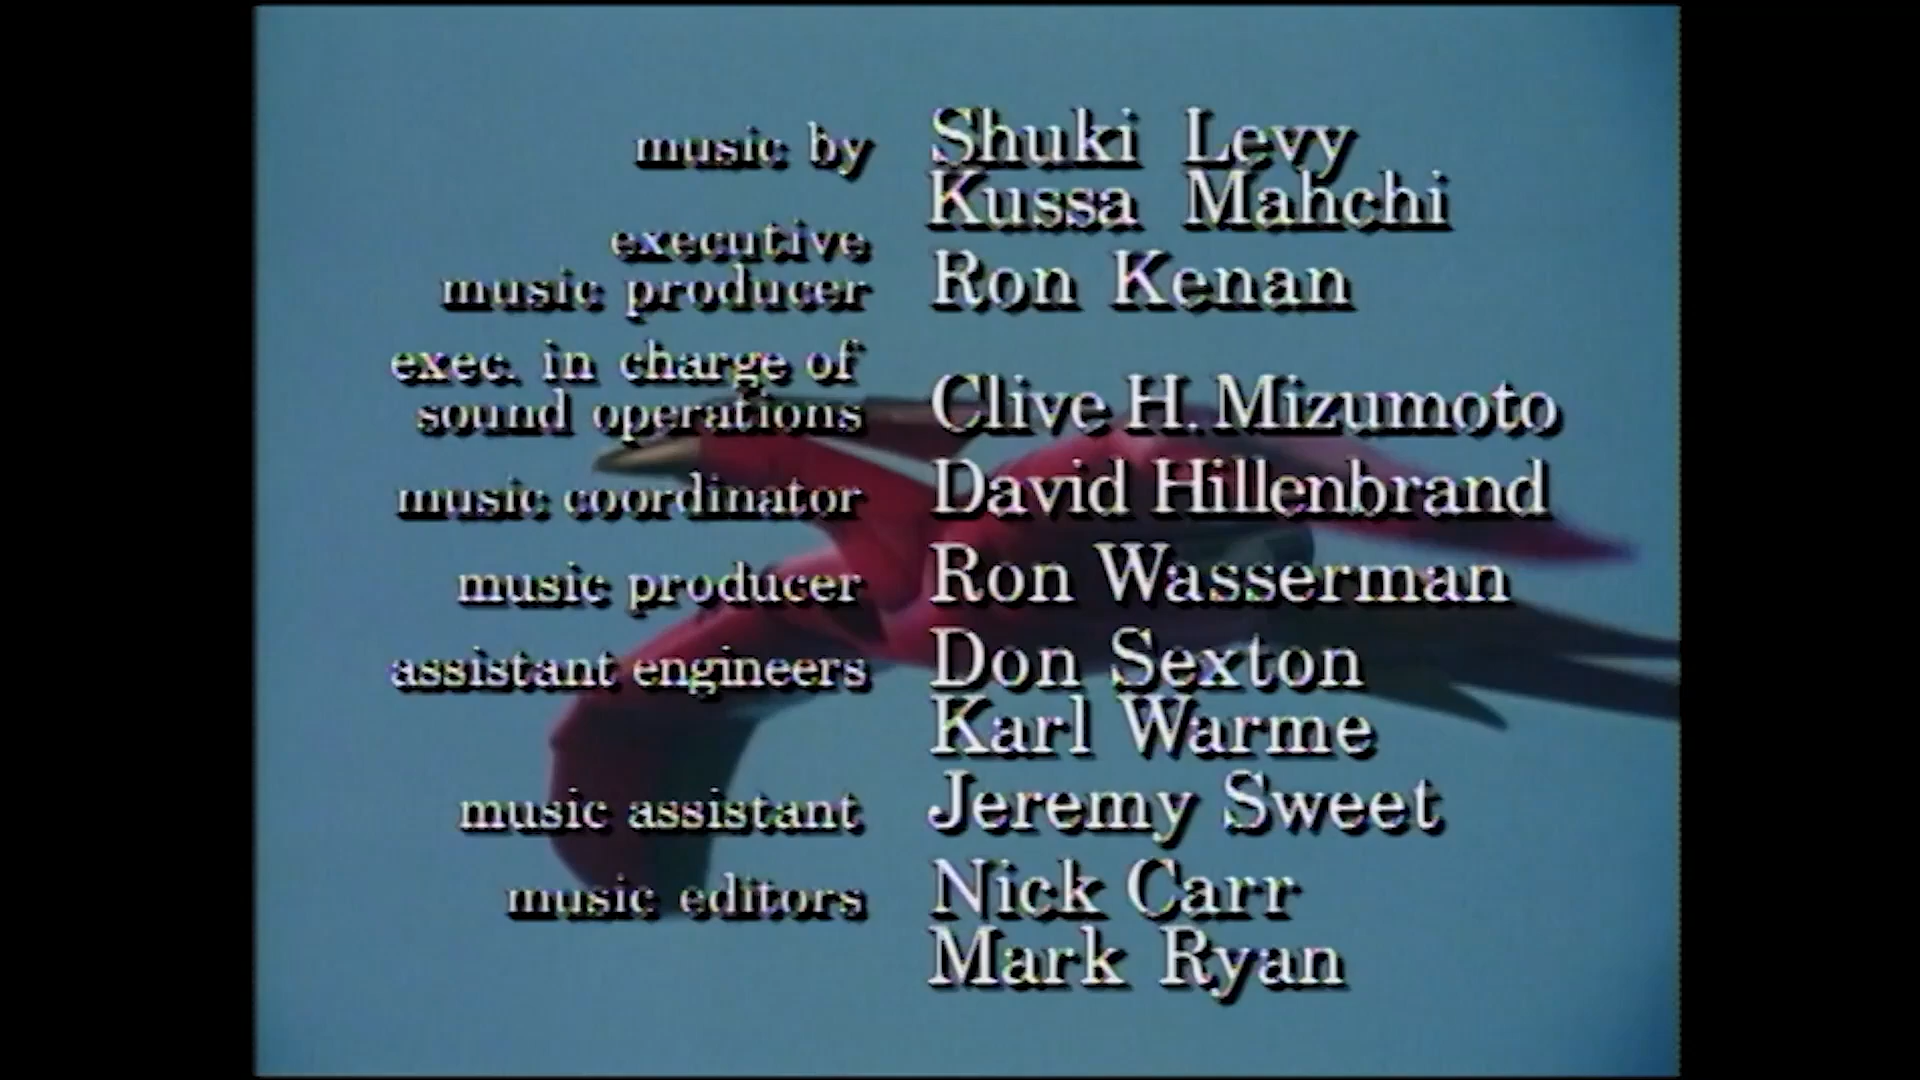 music by Shuki Levy
Kussa Mahchi
executive
music producer Ron Kenan
exec. in charge of
sound operations Clive H. Mizumoto
music coordinator David Hillenbrand
music producer Ron Wasserman
assistant engineers Don Sexton
Karl Warme
music assistant Jeremy Sweet
music editors Nick Carr
Mark Ryan